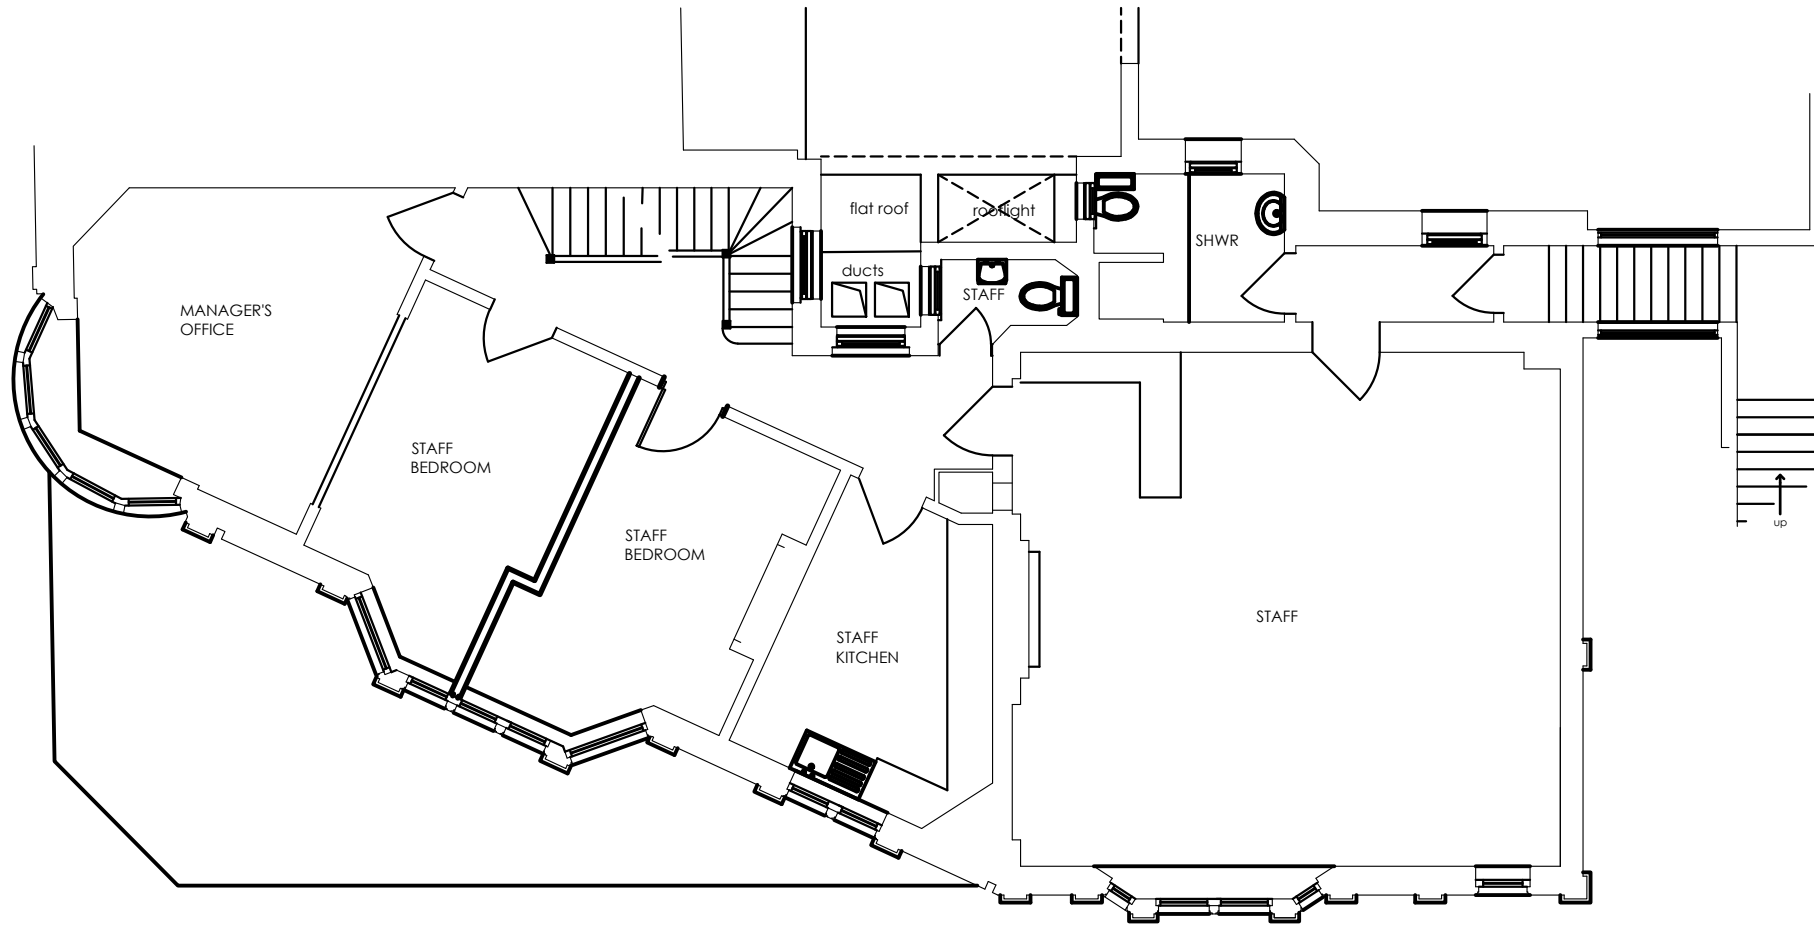 flat roof
rooflight
SHWR
ducts
STAFF
MANAGER'S
OFFICE
STAFF
BEDROOM
STAFF
BEDROOM
STAFF
KITCHEN
STAFF
up